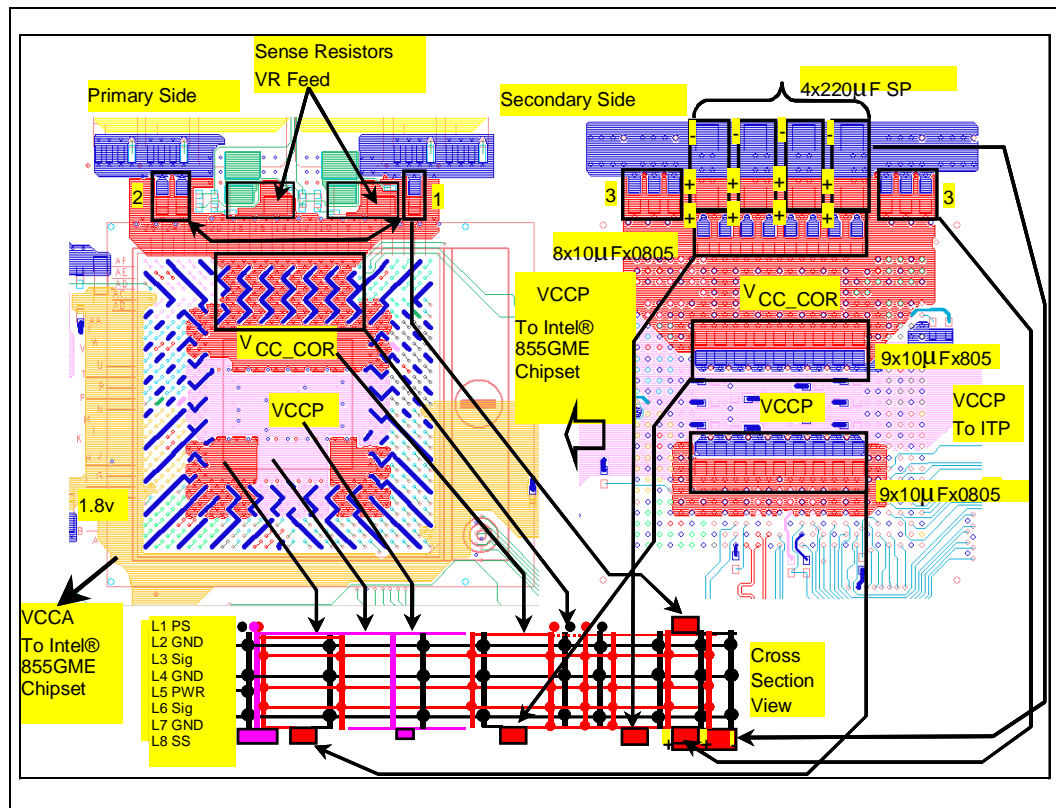 Sense Resistors
VR Feed
Primary Side
Secondary Side
4x220µF SP
- - - -
2
1
3
+ + + +
3
+ + + +
8x10µFx0805
VCCP
To Intel®
855GME
Chipset
VCC_COR
VCC_COR
9x10µFx805
VCCP
VCCP
VCCP
To ITP
9x10µFx0805
1.8v
VCCA
To Intel®
855GME
Chipset
L1 PS
L2 GND
L3 Sig
L4 GND
L5 PWR
L6 Sig
L7 GND
L8 SS
Cross
Section
View
+ +